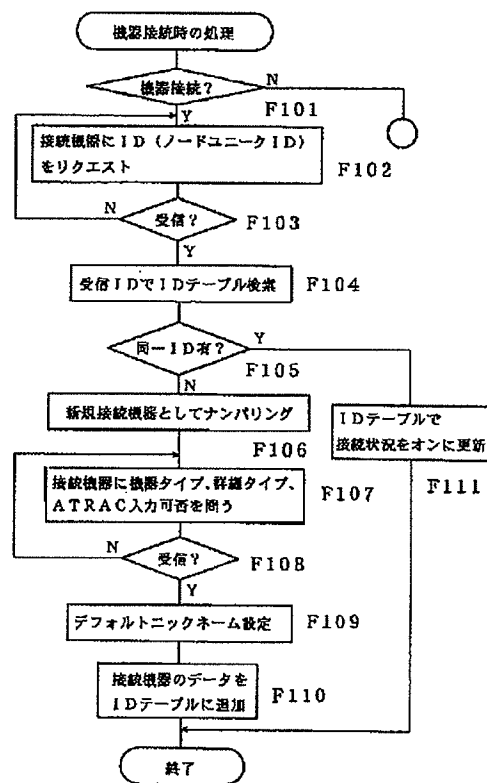 機器接続時の処理
機器接続?
N
F101
Y
接続機器にID(ノードユニークID)
をリクエスト
F102
N
受信?
F103
Y
受信IDでIDテーブル検索
F104
同一ID有?
Y
F105
N
新規接続機器としてナンバリング
F106
IDテーブルで
接続状況をオンに更新
F111
接続機器に機器タイプ、詳細タイプ、
ATRAC入力可否を問う
F107
N
受信?
F108
Y
デフォルトニックネーム設定
F109
接続機器のデータを
IDテーブルに追加
F110
終了